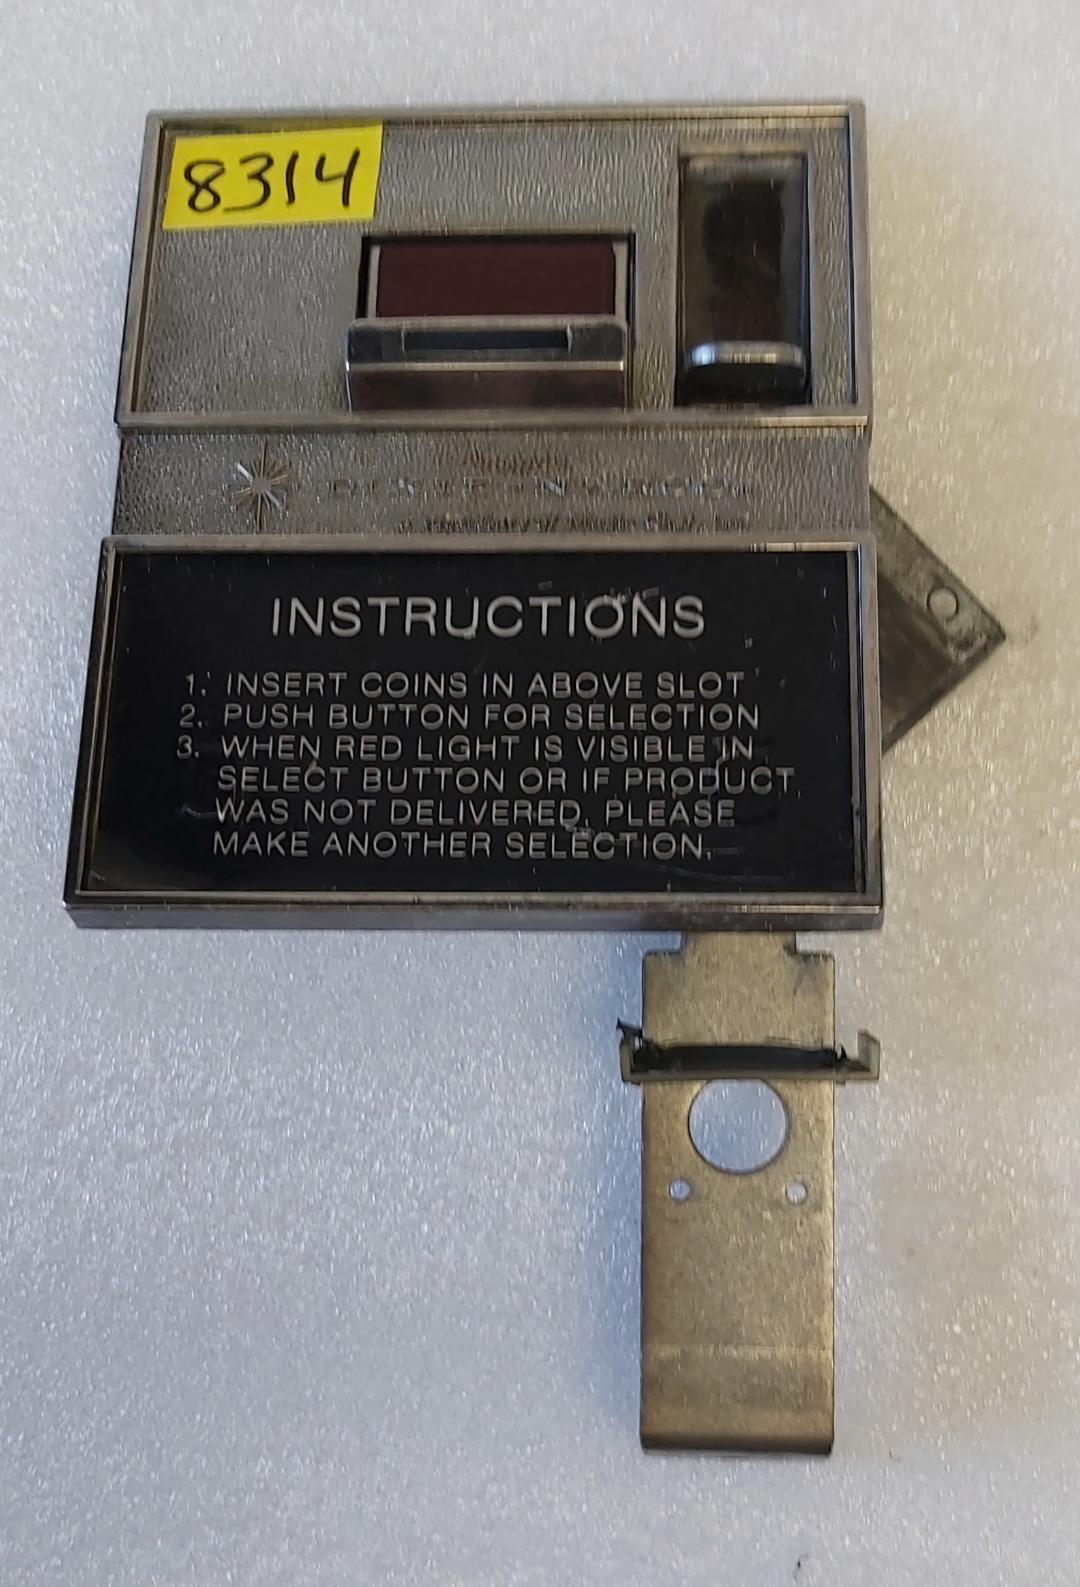 8314
INSTRUCTIONS
1. INSERT COINS IN ABOVE SLOT
2. PUSH BUTTON FOR SELECTION
3. WHEN RED LIGHT IS VISIBLE IN
SELECT BUTTON OR IF PRODUCT
WAS NOT DELIVERED, PLEASE
MAKE ANOTHER SELECTION.